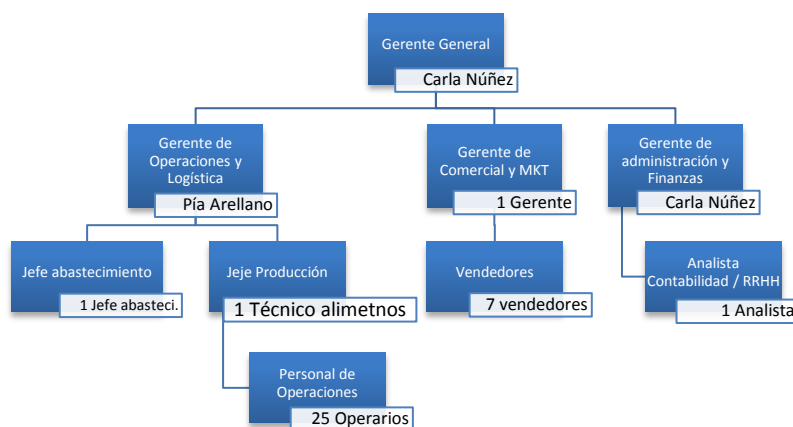 Gerente General
Carla Núñez
Gerente de
Operaciones y
Logística
Pía Arellano
Gerente de
Comercial y MKT
1 Gerente
Gerente de
administración y
Finanzas
Carla Núñez
Jefe abastecimiento
1 Jefe abasteci.
Jeje Producción
1 Técnico alimetnos
Vendedores
7 vendedores
Analista
Contabilidad / RRHH
1 Analista
Personal de
Operaciones
25 Operarios